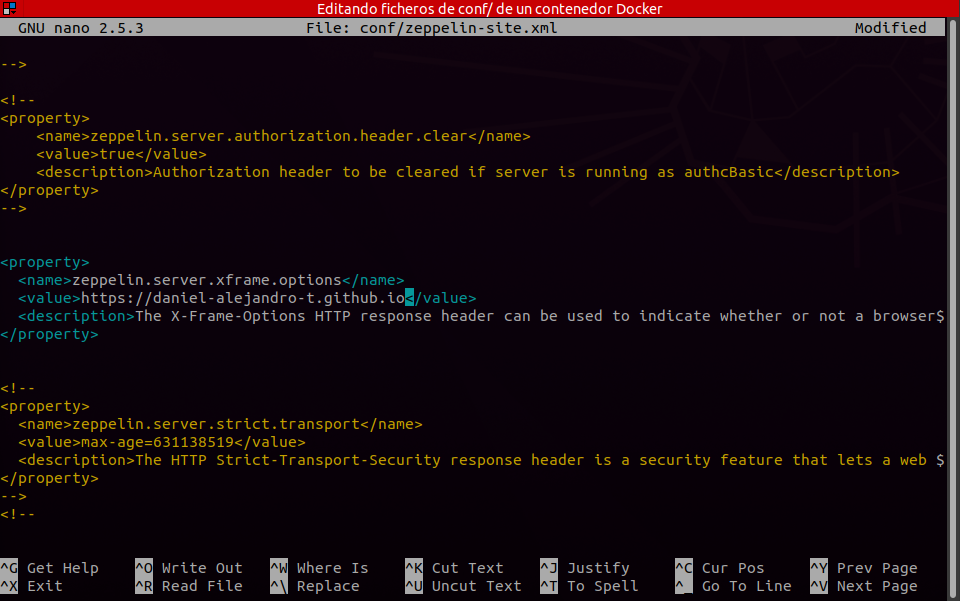 Editando ficheros de conf/ de un contenedor Docker
GNU nano 2.5.3 File: conf/zeppelin-site.xml Modified
-->
<!--
<property>
    <name>zeppelin.server.authorization.header.clear</name>
    <value>true</value>
    <description>Authorization header to be cleared if server is running as authcBasic</description>
</property>
-->
<property>
  <name>zeppelin.server.xframe.options</name>
  <value>https://daniel-alejandro-t.github.io</value>
  <description>The X-Frame-Options HTTP response header can be used to indicate whether or not a browser$
</property>
<!--
<property>
  <name>zeppelin.server.strict.transport</name>
  <value>max-age=631138519</value>
  <description>The HTTP Strict-Transport-Security response header is a security feature that lets a web $
</property>
-->
<!--
^G Get Help ^O Write Out ^W Where Is ^K Cut Text ^J Justify ^C Cur Pos ^Y Prev Page
^X Exit ^R Read File ^\ Replace ^U Uncut Text ^T To Spell ^_ Go To Line ^V Next Page